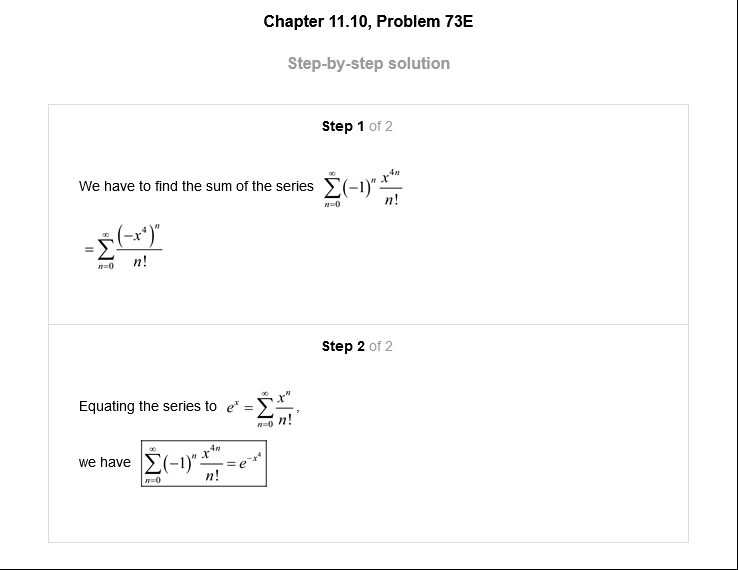 Chapter 11.10, Problem 73E
Step-by-step solution
Step 1 of 2
We have to find the sum of the series $\sum_{n=0}^{\infty}(-1)^n \frac{x^{4n}}{n!}$
$=\sum_{n=0}^{\infty}\frac{(-x^4)^n}{n!}$
Step 2 of 2
Equating the series to $e^x=\sum_{n=0}^{\infty}\frac{x^n}{n!}$,
we have $\sum_{n=0}^{\infty}(-1)^n \frac{x^{4n}}{n!}=e^{-x^4}$